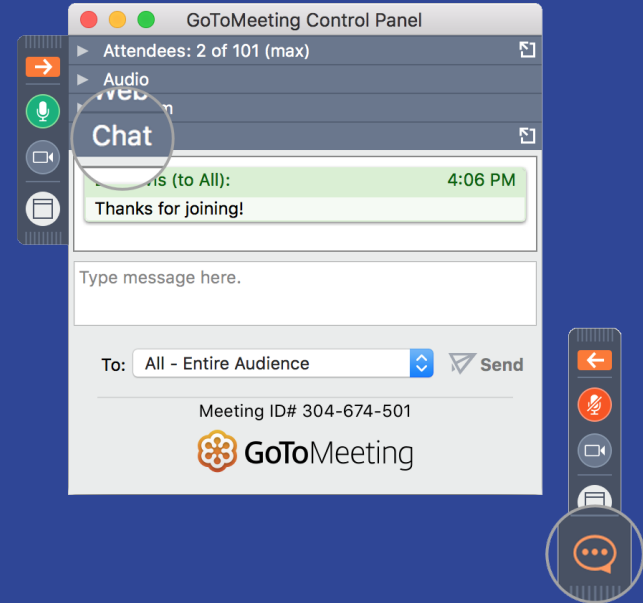 GoToMeeting Control Panel
Attendees: 2 of 101 (max)
Audio
Web
Chat
(to All): 4:06 PM
Thanks for joining!
Type message here.
To: All - Entire Audience Send
Meeting ID# 304-674-501
GoToMeeting